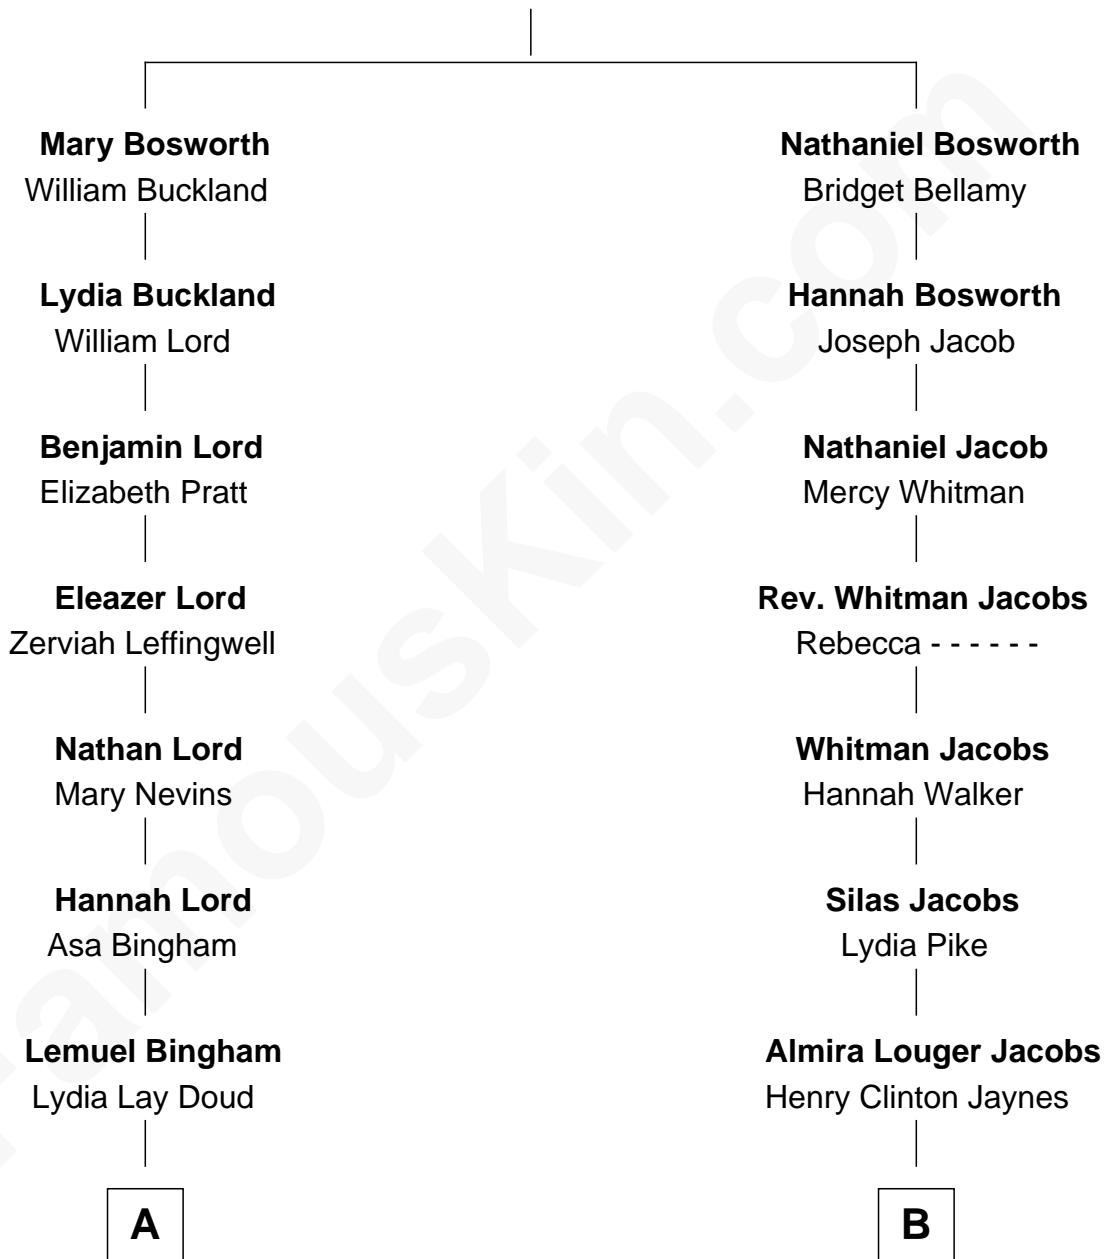 Mary Bosworth
William Buckland
Lydia Buckland
William Lord
Benjamin Lord
Elizabeth Pratt
Eleazer Lord
Zerviah Leffingwell
Nathan Lord
Mary Nevins
Hannah Lord
Asa Bingham
Lemuel Bingham
Lydia Lay Doud
A
Nathaniel Bosworth
Bridget Bellamy
Hannah Bosworth
Joseph Jacob
Nathaniel Jacob
Mercy Whitman
Rev. Whitman Jacobs
Rebecca - - - - - -
Whitman Jacobs
Hannah Walker
Silas Jacobs
Lydia Pike
Almira Louger Jacobs
Henry Clinton Jaynes
B
FamousKin.com